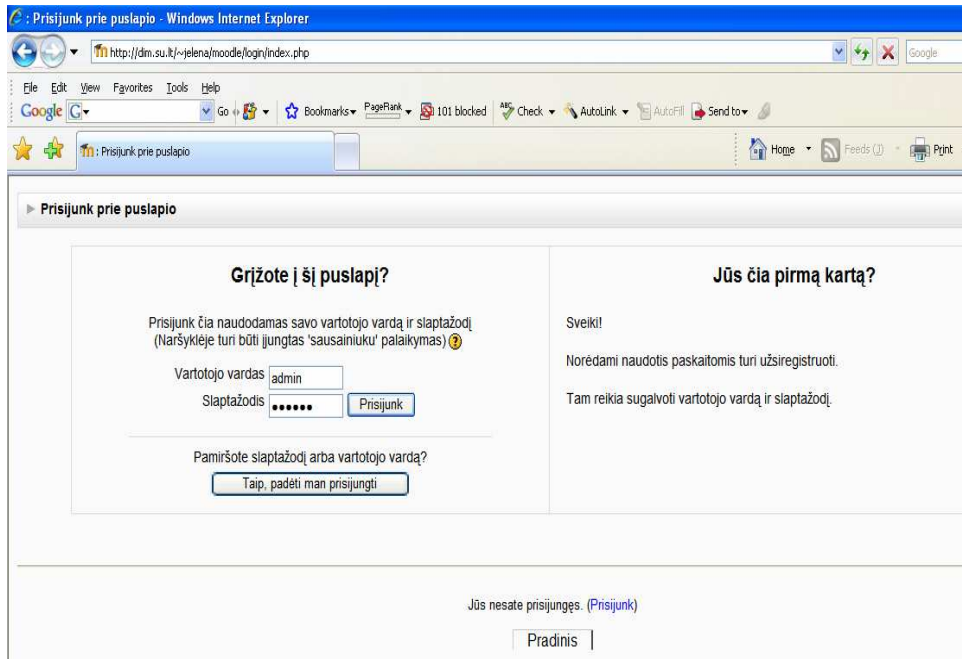 : Prisijunk prie puslapio - Windows Internet Explorer
http://dim.su.lt/~jelena/moodle/login/index.php
Google
File Edit View Favorites Tools Help
Google G Go Bookmarks PageRank 101 blocked ABC Check AutoLink AutoFill Send to
: Prisijunk prie puslapio
Home Feeds (J) Print
Prisijunk prie puslapio
Grįžote į šį puslapį?
Prisijunk čia naudodamas savo vartotojo vardą ir slaptažodį
(Naršyklėje turi būti įjungtas 'sausainiuku' palaikymas) ?
Vartotojo vardas admin
Slaptažodis ●●●●●● Prisijunk
Pamiršote slaptažodį arba vartotojo vardą?
Taip, padėti man prisijungti
Jūs čia pirmą kartą?
Sveiki!
Norėdami naudotis paskaitomis turi užsiregistruoti.
Tam reikia sugalvoti vartotojo vardą ir slaptažodį.
Jūs nesate prisijungęs. (Prisijunk)
Pradinis